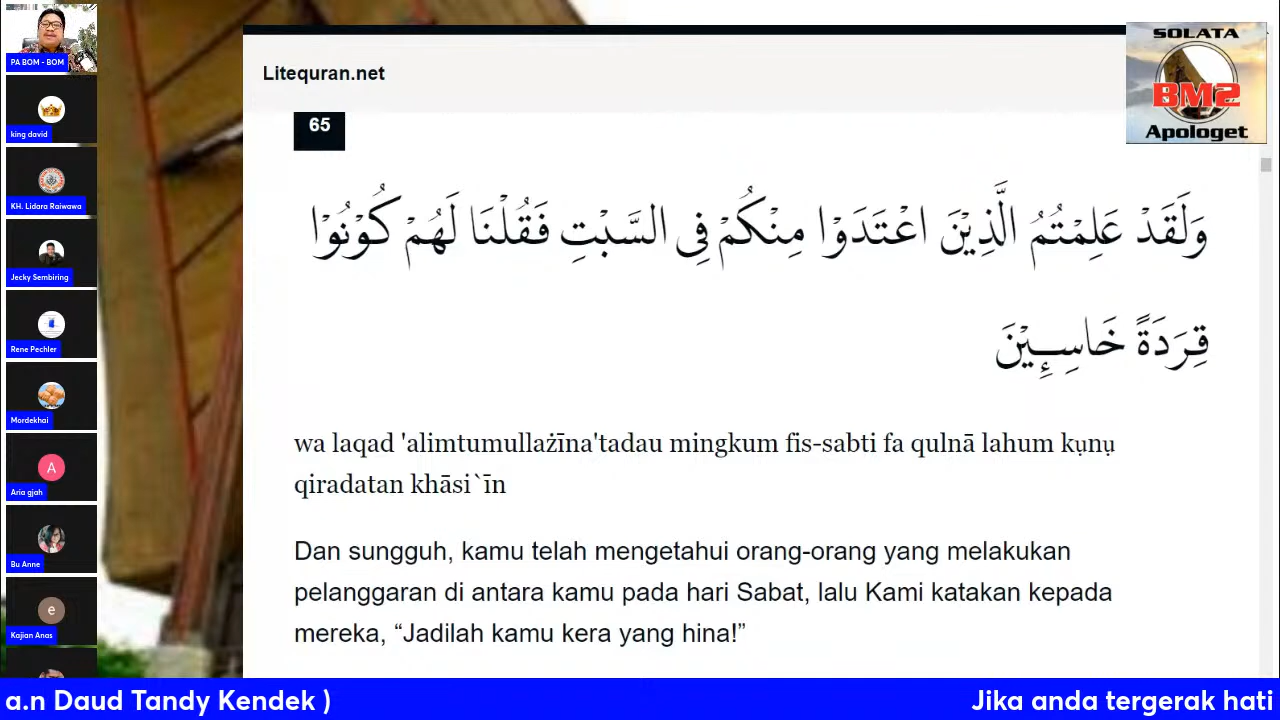 PA BOM - BOM
king david
KH. Lidara Raiwawa
Jecky Sembiring
Rene Pechler
Mordekhai
A
Aria gjah
Bu Anne
e
Kajian Anas
Litequran.net
SOLATA
BM2
Apologet
65
وَلَقَدْ عَلِمْتُمُ الَّذِيْنَ اعْتَدَوْا مِنْكُمْ فِى السَّبْتِ فَقُلْنَا لَهُمْ كُوْنُوْا
قِرَدَةً خَاسِـِٕيْنَ
wa laqad 'alimtumullażīna'tadau mingkum fis-sabti fa qulnā lahum kụnụ
qiradatan khāsi`īn
Dan sungguh, kamu telah mengetahui orang-orang yang melakukan
pelanggaran di antara kamu pada hari Sabat, lalu Kami katakan kepada
mereka, “Jadilah kamu kera yang hina!”
a.n Daud Tandy Kendek )
Jika anda tergerak hati